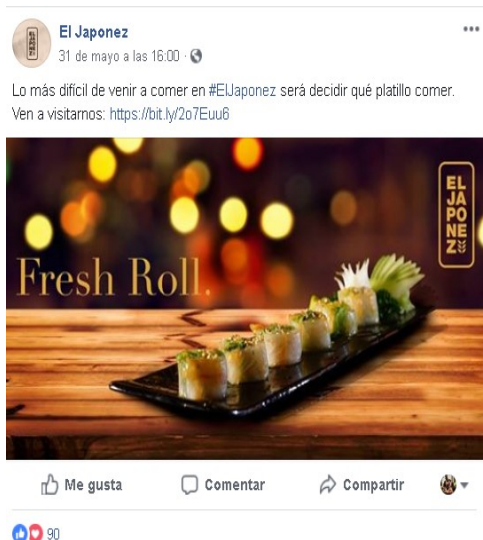 El Japonez
31 de mayo a las 16:00 ·
Lo más difícil de venir a comer en #ElJaponez será decidir qué platillo comer.
Ven a visitarnos: https://bit.ly/2o7Euu6
EL
JA
PO
NE
Z
Fresh Roll.
Me gusta
Comentar
Compartir
90